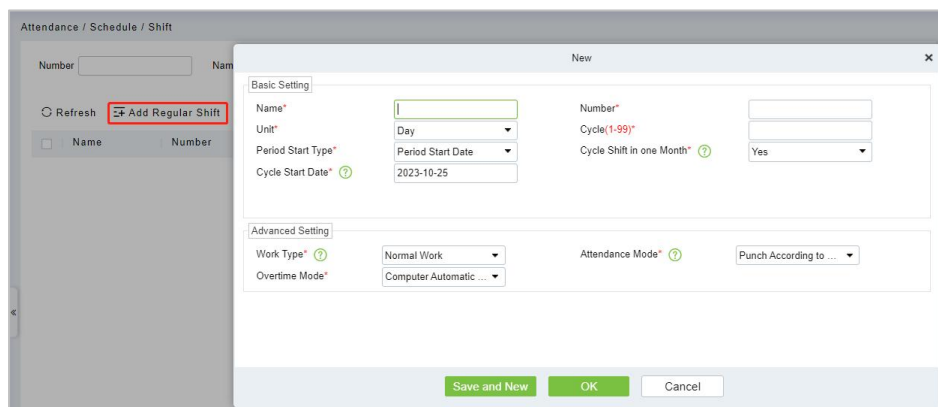 Attendance / Schedule / Shift
Number Nam
Refresh Add Regular Shift
Name Number
New ×
Basic Setting
Name* Number*
Unit* Day Cycle(1-99)*
Period Start Type* Period Start Date Cycle Shift in one Month* ? Yes
Cycle Start Date* ? 2023-10-25
Advanced Setting
Work Type* ? Normal Work Attendance Mode* ? Punch According to ...
Overtime Mode* Computer Automatic ...
«
Save and New OK Cancel